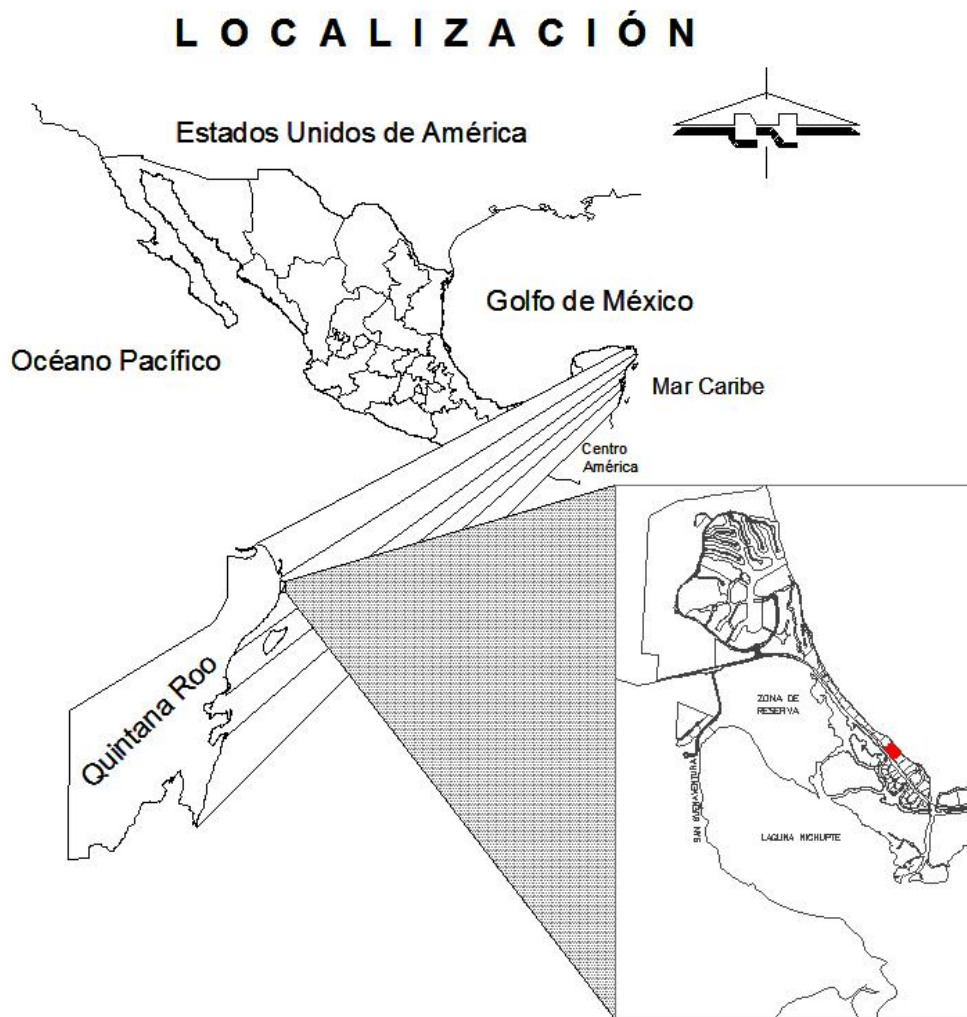 L O C A L I Z A C I Ó N
Estados Unidos de América
Golfo de México
Océano Pacífico
Mar Caribe
Centro
América
Quintana Roo
ZONA DE
RESERVA
SAN BUENAVENTURA
LAGUNA NICHUPTE